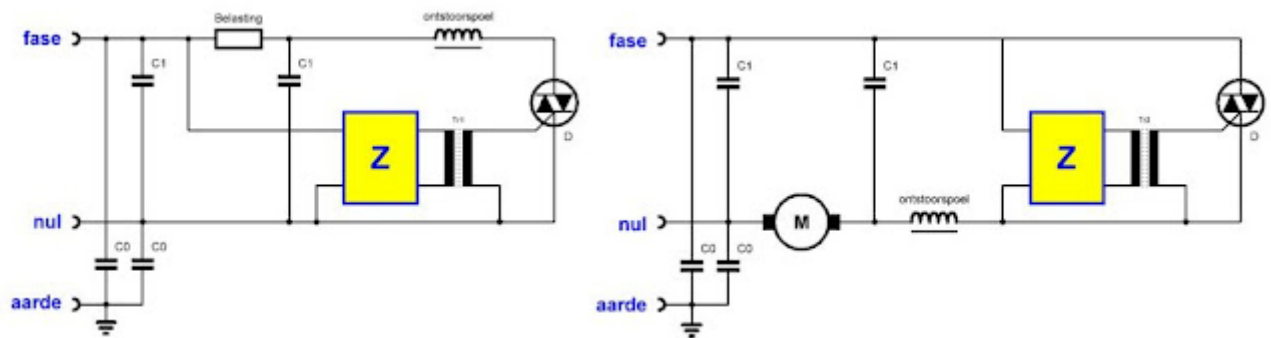 Belasting
ontstoorspoel
fase
C1
C1
D
Z
nul
C0
C0
aarde
fase
C1
C1
D
Z
ontstoorspoel
nul
M
C0
C0
aarde